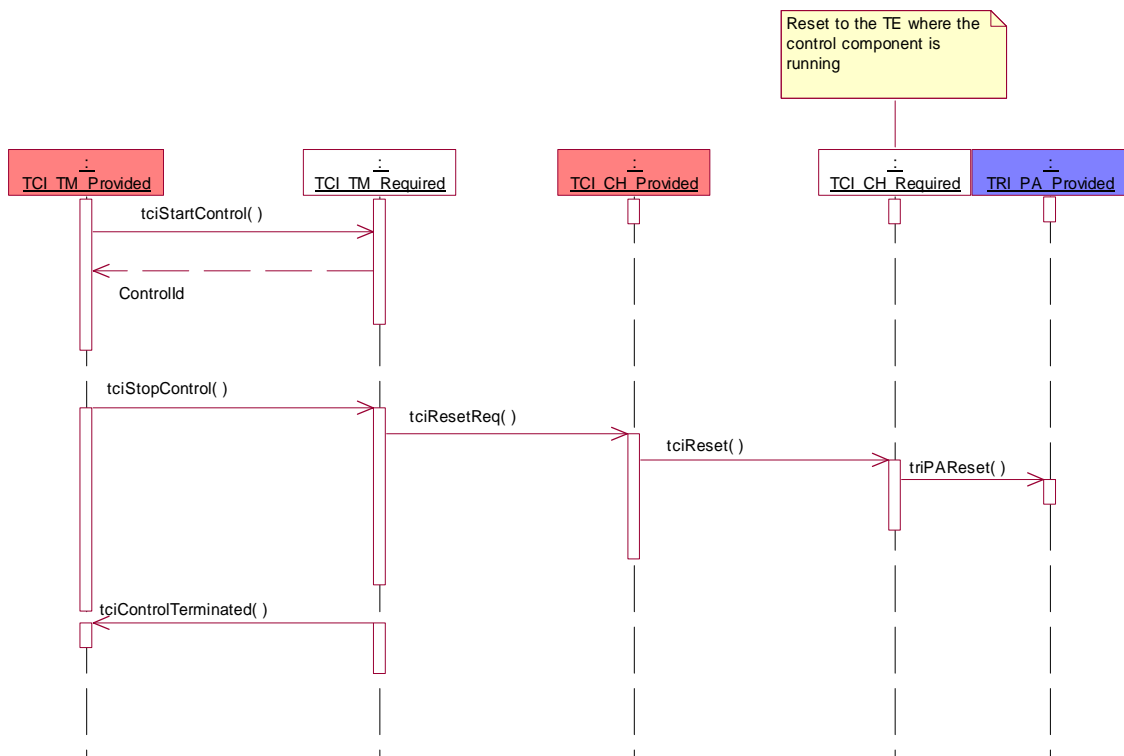 Reset to the TE where the
control component is
running
:
TCI_TM_Provided
:
TCI_TM_Required
:
TCI_CH_Provided
:
TCI_CH_Required
:
TRI_PA_Provided
tciStartControl( )
ControlId
tciStopControl( )
tciResetReq( )
tciReset( )
triPAReset( )
tciControlTerminated( )